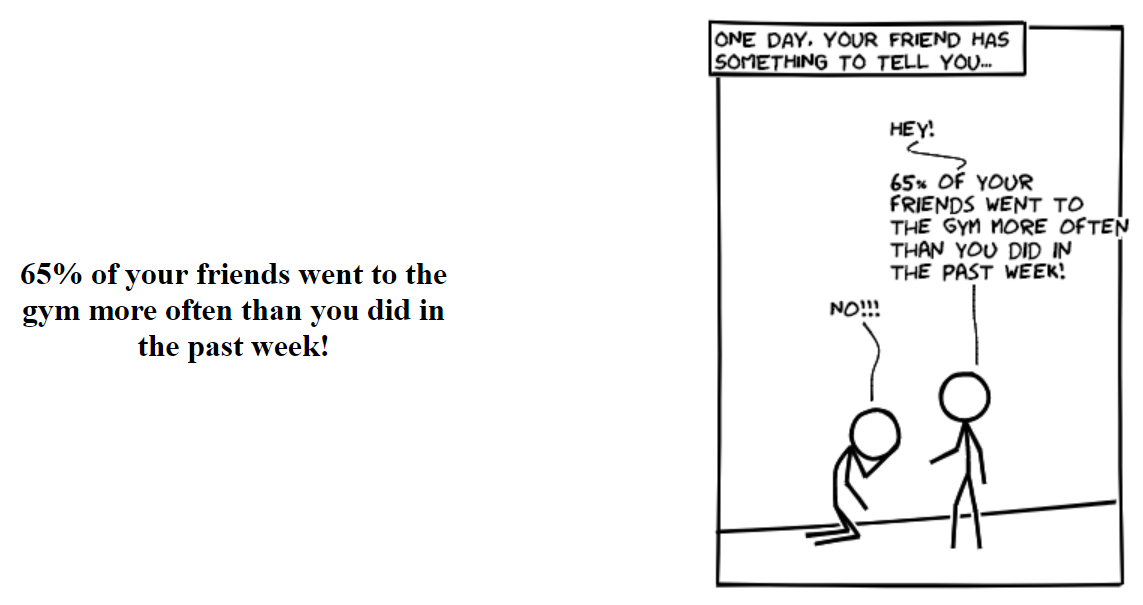 65% of your friends went to the
gym more often than you did in
the past week!
ONE DAY, YOUR FRIEND HAS
SOMETHING TO TELL YOU...
HEY!
65% OF YOUR
FRIENDS WENT TO
THE GYM MORE OFTEN
THAN YOU DID IN
THE PAST WEEK!
NO!!!